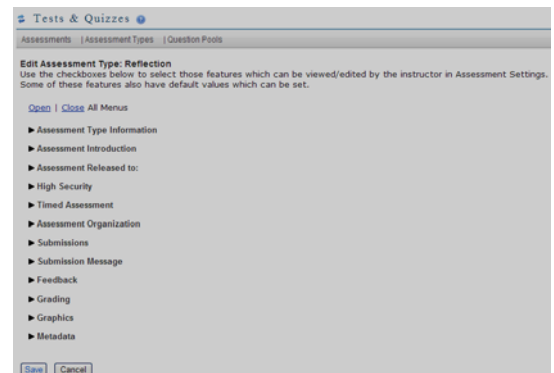 Tests & Quizzes
Assessments | Assessment Types | Question Pools
Edit Assessment Type: Reflection
Use the checkboxes below to select those features which can be viewed/edited by the instructor in Assessment Settings.
Some of these features also have default values which can be set.
Open | Close All Menus
Assessment Type Information
Assessment Introduction
Assessment Released to:
High Security
Timed Assessment
Assessment Organization
Submissions
Submission Message
Feedback
Grading
Graphics
Metadata
Save Cancel